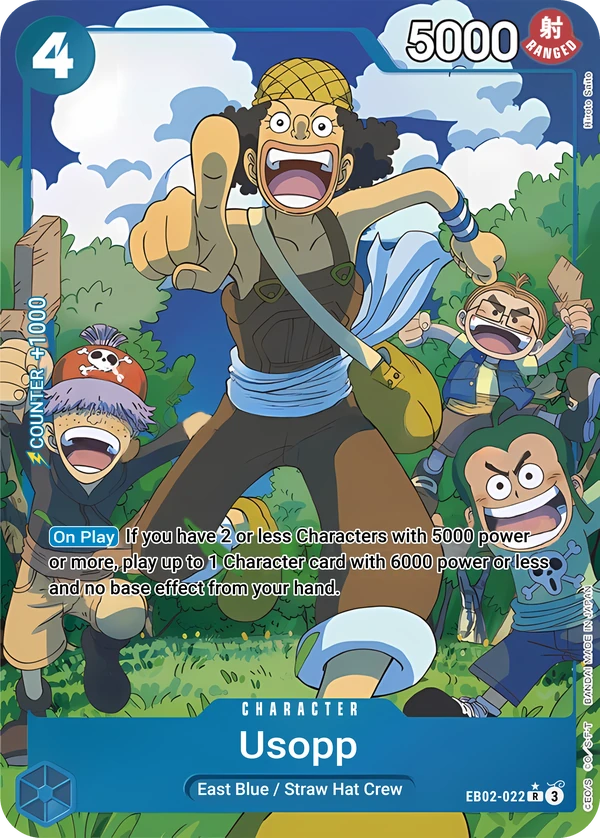 4
5000
射
RANGED
Hiroto Saito
COUNTER +1000
On Play If you have 2 or less Characters with 5000 power
or more, play up to 1 Character card with 6000 power or less
and no base effect from your hand.
CHARACTER
Usopp
East Blue / Straw Hat Crew
EB02-022 R 3
©EO/S ©O/S･F･T BANDAI MADE IN JAPAN